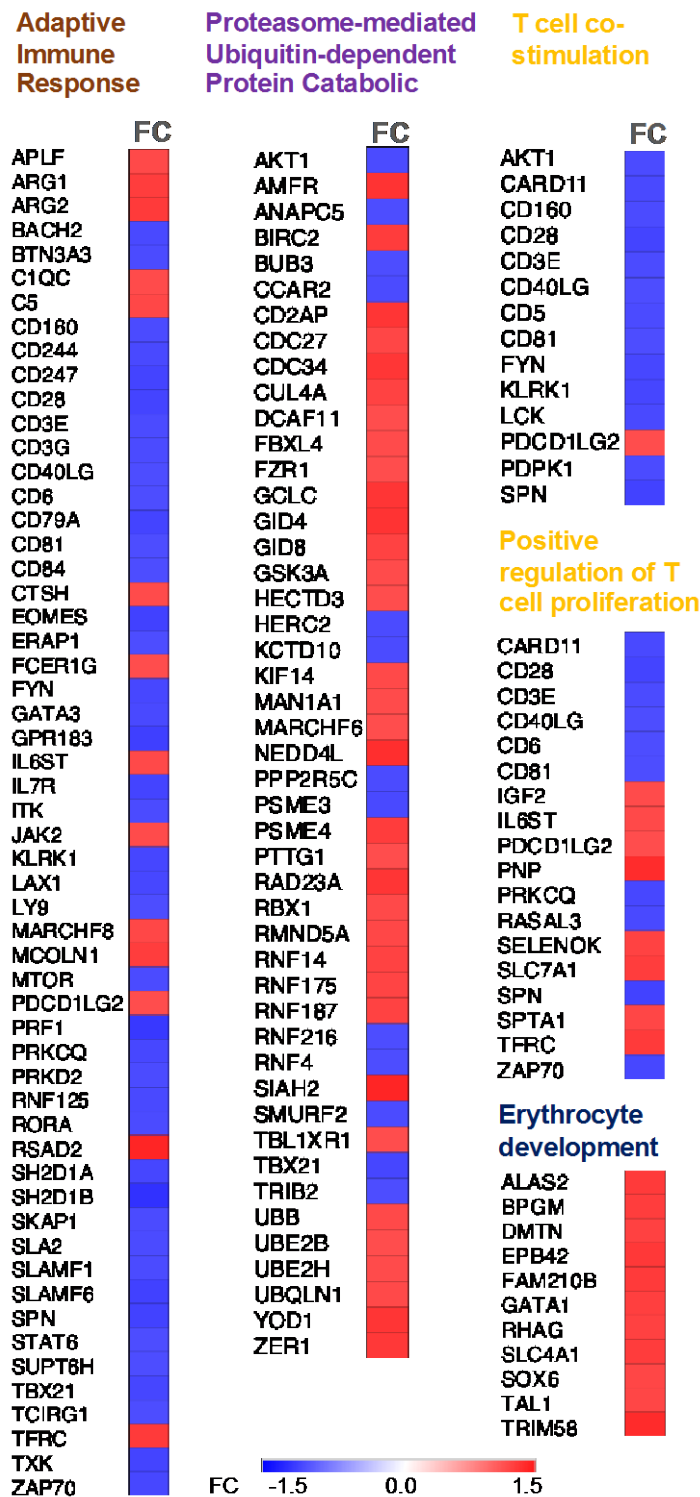 Adaptive
Immune
Response
FC
APLF
ARG1
ARG2
BACH2
BTN3A3
C1QC
C5
CD160
CD244
CD247
CD28
CD3E
CD3G
CD40LG
CD6
CD79A
CD81
CD84
CTSH
EOMES
ERAP1
FCER1G
FYN
GATA3
GPR183
IL6ST
IL7R
ITK
JAK2
KLRK1
LAX1
LY9
MARCHF8
MCOLN1
MTOR
PDCD1LG2
PRF1
PRKCQ
PRKD2
RNF125
RORA
RSAD2
SH2D1A
SH2D1B
SKAP1
SLA2
SLAMF1
SLAMF6
SPN
STAT6
SUPT6H
TBX21
TCIRG1
TFRC
TXK
ZAP70
Proteasome-mediated
Ubiquitin-dependent
Protein Catabolic
FC
AKT1
AMFR
ANAPC5
BIRC2
BUB3
CCAR2
CD2AP
CDC27
CDC34
CUL4A
DCAF11
FBXL4
FZR1
GCLC
GID4
GID8
GSK3A
HECTD3
HERC2
KCTD10
KIF14
MAN1A1
MARCHF6
NEDD4L
PPP2R5C
PSME3
PSME4
PTTG1
RAD23A
RBX1
RMND5A
RNF14
RNF175
RNF187
RNF216
RNF4
SIAH2
SMURF2
TBL1XR1
TBX21
TRIB2
UBB
UBE2B
UBE2H
UBQLN1
YOD1
ZER1
T cell co-
stimulation
FC
AKT1
CARD11
CD160
CD28
CD3E
CD40LG
CD5
CD81
FYN
KLRK1
LCK
PDCD1LG2
PDPK1
SPN
Positive
regulation of T
cell proliferation
CARD11
CD28
CD3E
CD40LG
CD6
CD81
IGF2
IL6ST
PDCD1LG2
PNP
PRKCQ
RASAL3
SELENOK
SLC7A1
SPN
SPTA1
TFRC
ZAP70
Erythrocyte
development
ALAS2
BPGM
DMTN
EPB42
FAM210B
GATA1
RHAG
SLC4A1
SOX6
TAL1
TRIM58
FC -1.5 0.0 1.5